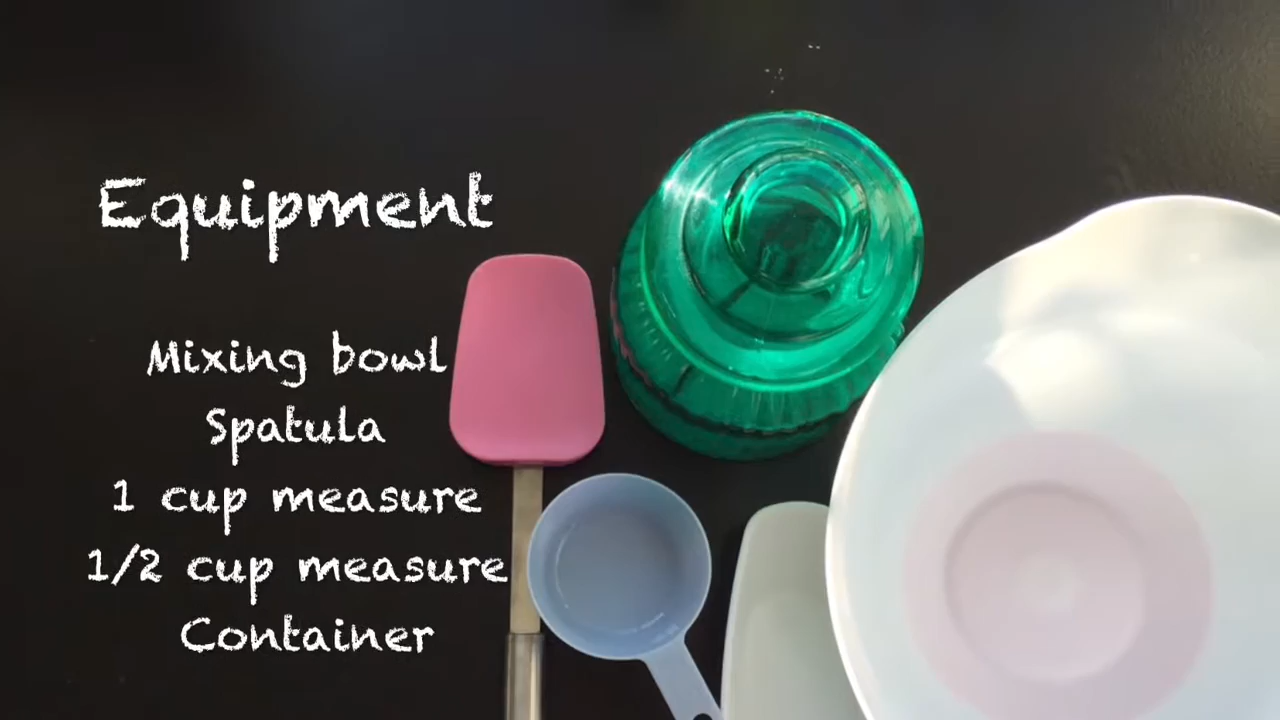 Equipment
Mixing bowl
Spatula
1 cup measure
1/2 cup measure
Container